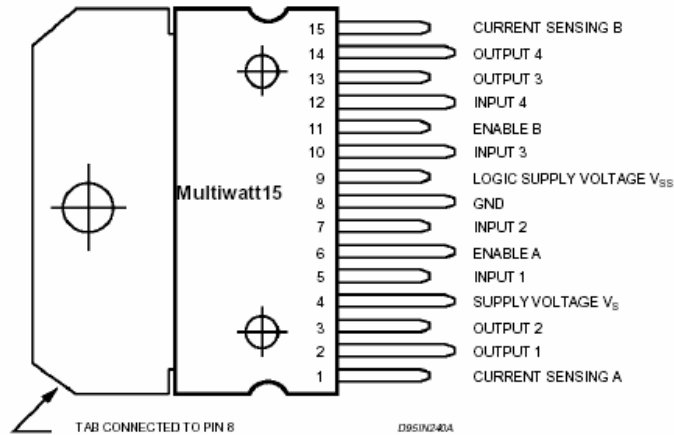 15 CURRENT SENSING B
14 OUTPUT 4
13 OUTPUT 3
12 INPUT 4
11 ENABLE B
10 INPUT 3
9 LOGIC SUPPLY VOLTAGE VSS
8 GND
7 INPUT 2
6 ENABLE A
5 INPUT 1
4 SUPPLY VOLTAGE VS
3 OUTPUT 2
2 OUTPUT 1
1 CURRENT SENSING A
Multiwatt15
TAB CONNECTED TO PIN 8
D95IN240A